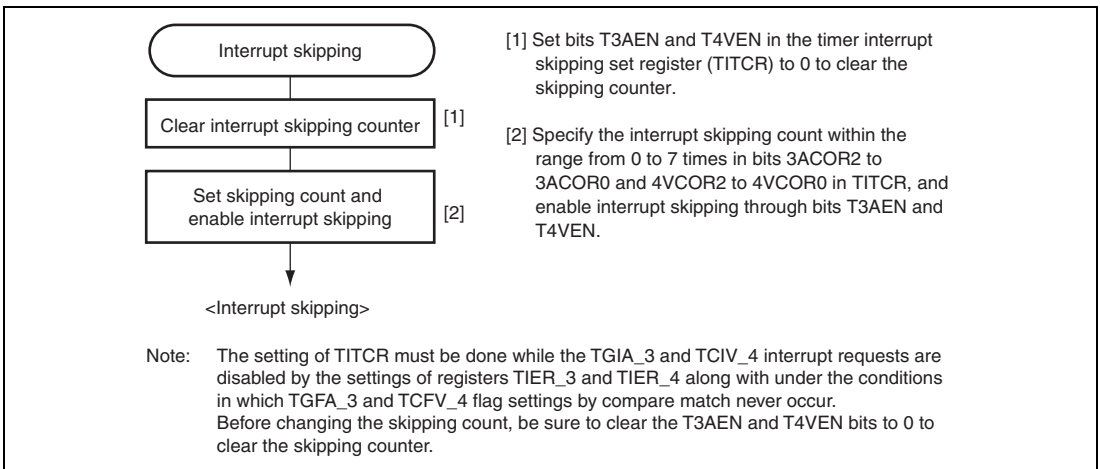 Interrupt skipping
Clear interrupt skipping counter
[1]
Set skipping count and
enable interrupt skipping
[2]
<Interrupt skipping>
[1] Set bits T3AEN and T4VEN in the timer interrupt
skipping set register (TITCR) to 0 to clear the
skipping counter.
[2] Specify the interrupt skipping count within the
range from 0 to 7 times in bits 3ACOR2 to
3ACOR0 and 4VCOR2 to 4VCOR0 in TITCR, and
enable interrupt skipping through bits T3AEN and
T4VEN.
Note: The setting of TITCR must be done while the TGIA_3 and TCIV_4 interrupt requests are
disabled by the settings of registers TIER_3 and TIER_4 along with under the conditions
in which TGFA_3 and TCFV_4 flag settings by compare match never occur.
Before changing the skipping count, be sure to clear the T3AEN and T4VEN bits to 0 to
clear the skipping counter.